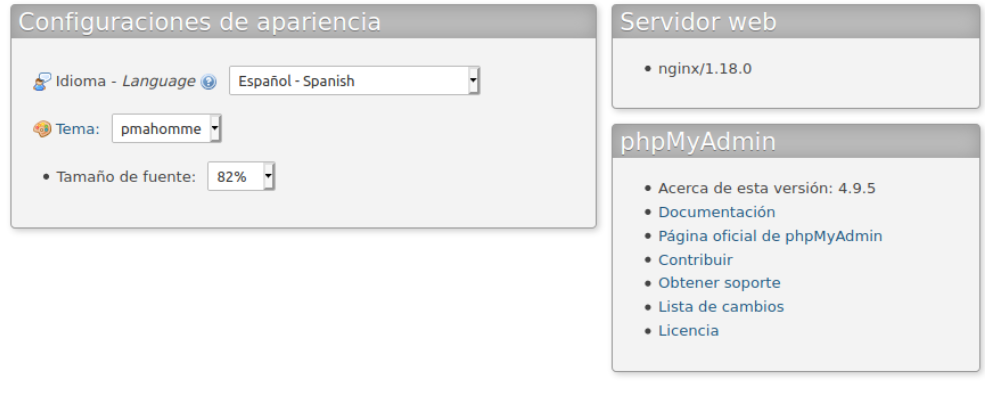 Configuraciones de apariencia
Idioma - Language
Español - Spanish
Tema:
pmahomme
• Tamaño de fuente:
82%
Servidor web
• nginx/1.18.0
phpMyAdmin
• Acerca de esta versión: 4.9.5
• Documentación
• Página oficial de phpMyAdmin
• Contribuir
• Obtener soporte
• Lista de cambios
• Licencia